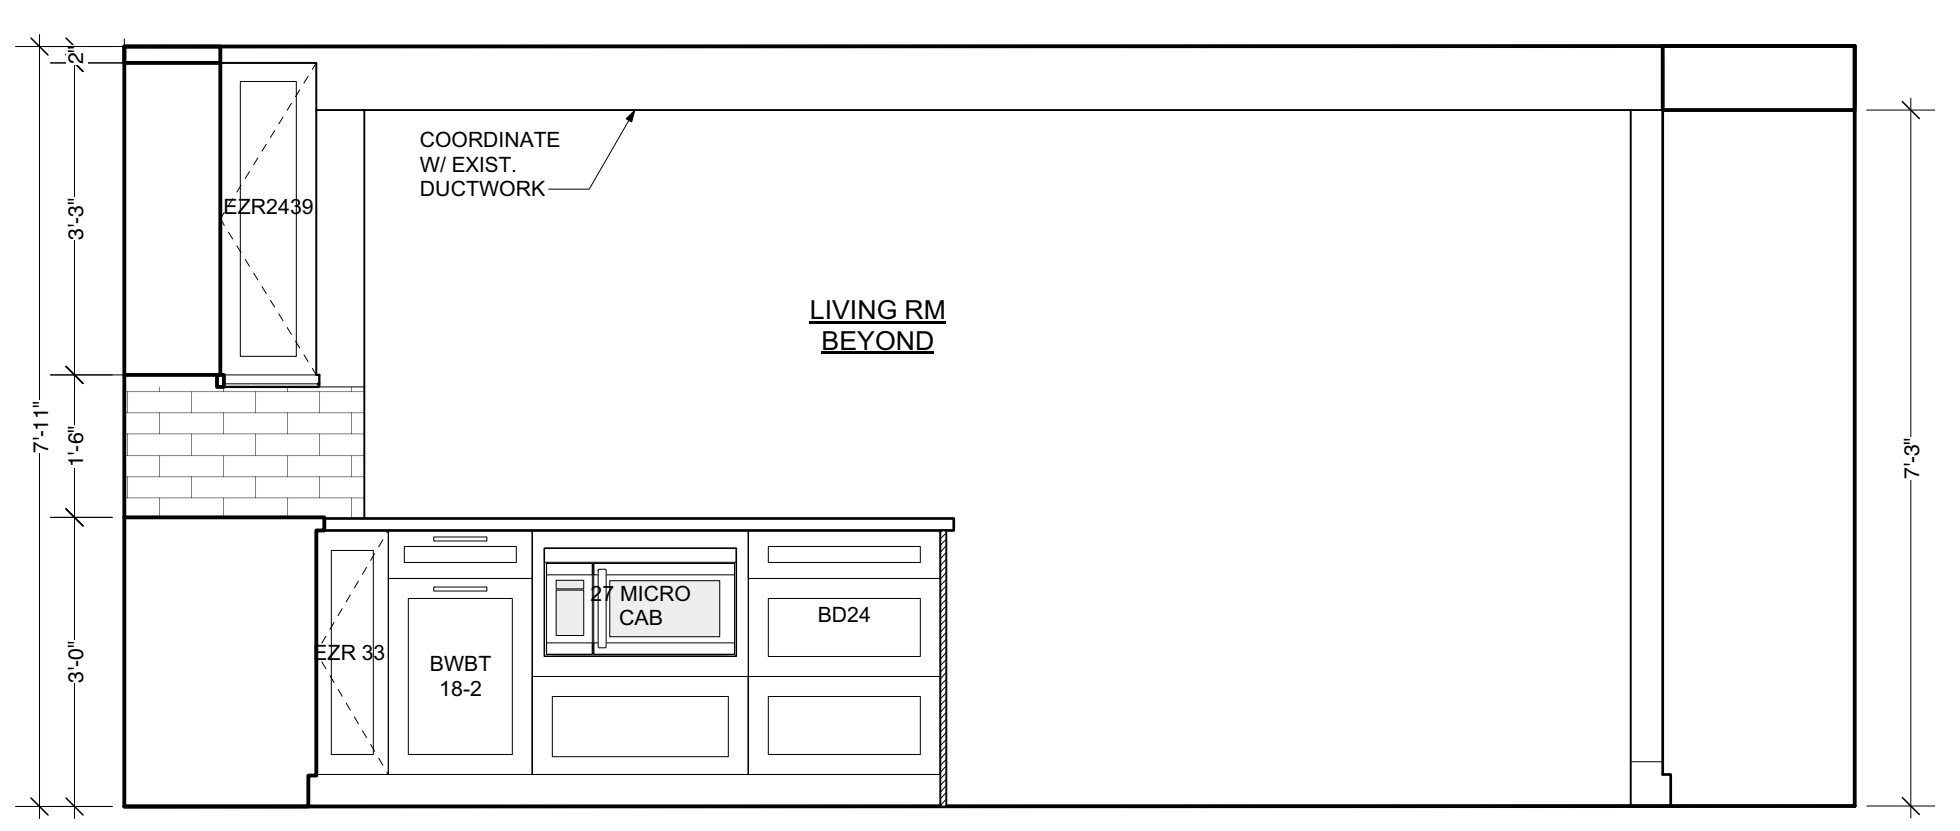 2"
COORDINATE
W/ EXIST.
DUCTWORK
EZR2439
3'-3"
LIVING RM
BEYOND
7'-11"
1'-6"
7'-3"
27 MICRO
CAB
BD24
EZR 33
BWBT
18-2
3'-0"